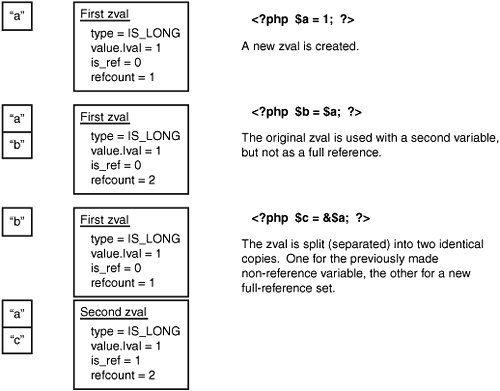 “a”
First zval
type = IS_LONG
value.lval = 1
is_ref = 0
refcount = 1
<?php $a = 1; ?>
A new zval is created.
“a”
“b”
First zval
type = IS_LONG
value.lval = 1
is_ref = 0
refcount = 2
<?php $b = $a; ?>
The original zval is used with a second variable,
but not as a full reference.
“b”
First zval
type = IS_LONG
value.lval = 1
is_ref = 0
refcount = 1
<?php $c = &$a; ?>
The zval is split (separated) into two identical
copies. One for the previously made
non-reference variable, the other for a new
full-reference set.
“a”
“c”
Second zval
type = IS_LONG
value.lval = 1
is_ref = 1
refcount = 2